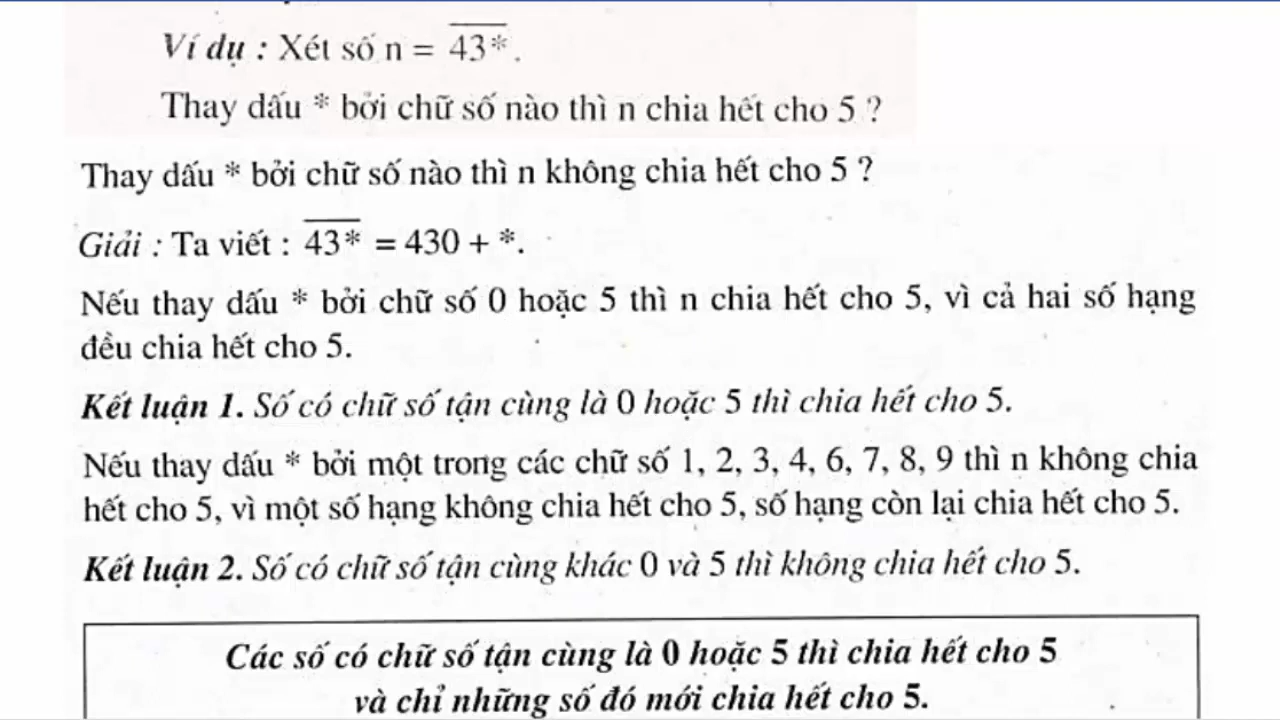 Ví dụ : Xét số n = 43*.
Thay dấu * bởi chữ số nào thì n chia hết cho 5 ?
Thay dấu * bởi chữ số nào thì n không chia hết cho 5 ?
Giải : Ta viết : 43* = 430 + *.
Nếu thay dấu * bởi chữ số 0 hoặc 5 thì n chia hết cho 5, vì cả hai số hạng
đều chia hết cho 5.
Kết luận 1. Số có chữ số tận cùng là 0 hoặc 5 thì chia hết cho 5.
Nếu thay dấu * bởi một trong các chữ số 1, 2, 3, 4, 6, 7, 8, 9 thì n không chia
hết cho 5, vì một số hạng không chia hết cho 5, số hạng còn lại chia hết cho 5.
Kết luận 2. Số có chữ số tận cùng khác 0 và 5 thì không chia hết cho 5.
Các số có chữ số tận cùng là 0 hoặc 5 thì chia hết cho 5
và chỉ những số đó mới chia hết cho 5.